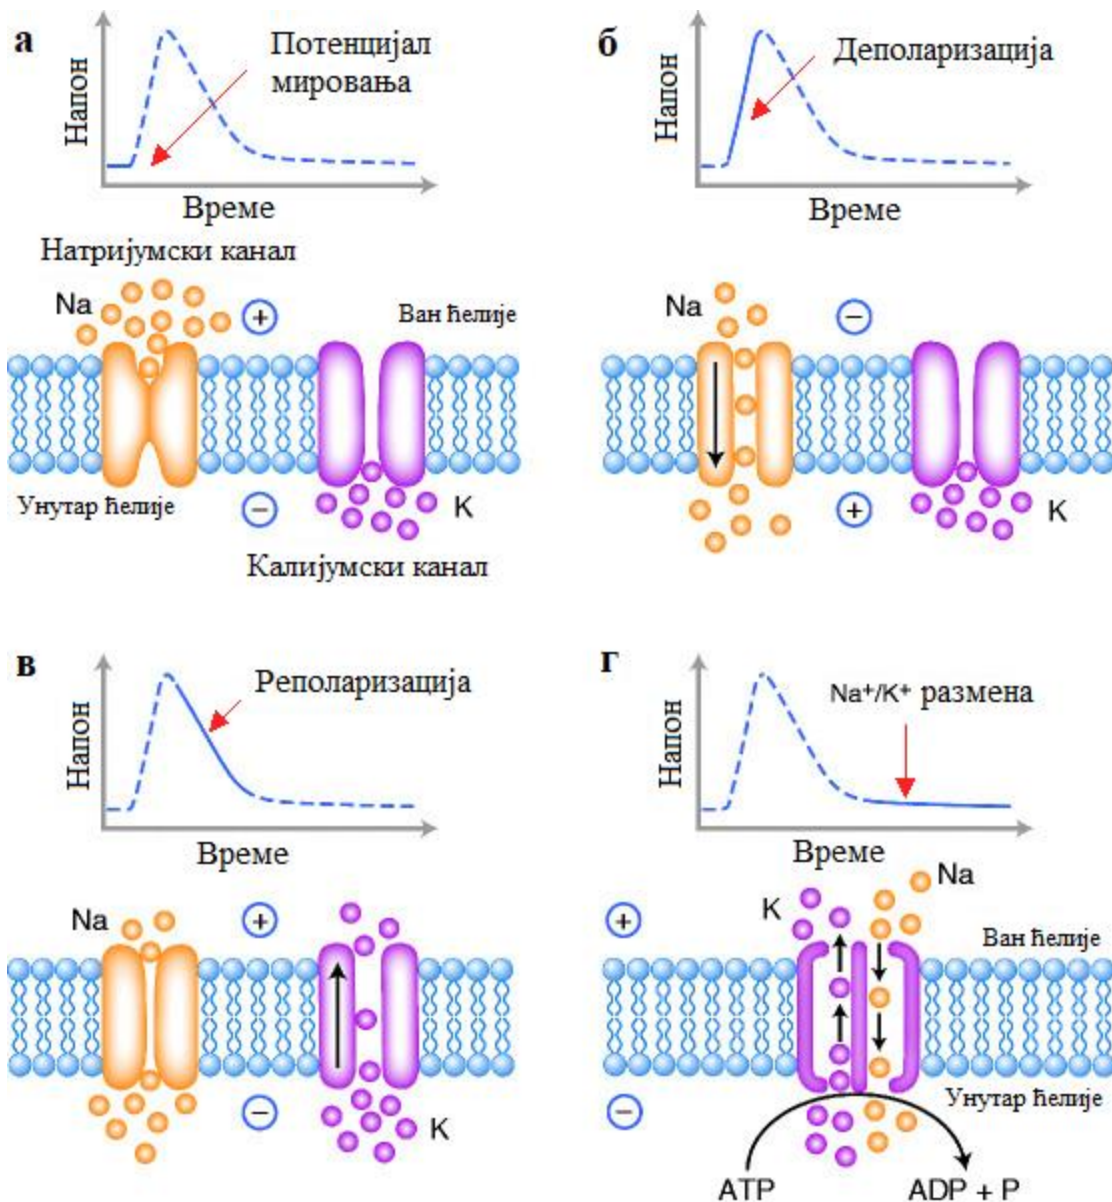 а
Напон
Потенцијал
мировања
Време
Натријумски канал
Na
+
Ван ћелије
Унутар ћелије
−
K
Калијумски канал
б
Напон
Деполаризација
Време
Na
−
+
K
в
Напон
Реполаризација
Време
Na
+
−
K
г
Напон
Na⁺/K⁺ размена
Време
Na
K
+
Ван ћелије
−
Унутар ћелије
ATP
ADP + P